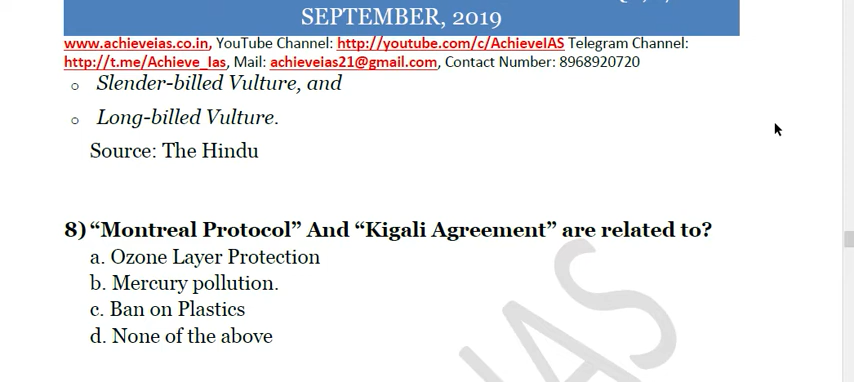 SEPTEMBER, 2019
www.achieveias.co.in, YouTube Channel: http://youtube.com/c/AchieveIAS Telegram Channel:
http://t.me/Achieve_Ias, Mail: achieveias21@gmail.com, Contact Number: 8968920720
o Slender-billed Vulture, and
o Long-billed Vulture.
Source: The Hindu
8) “Montreal Protocol” And “Kigali Agreement” are related to?
a. Ozone Layer Protection
b. Mercury pollution.
c. Ban on Plastics
d. None of the above
IAS